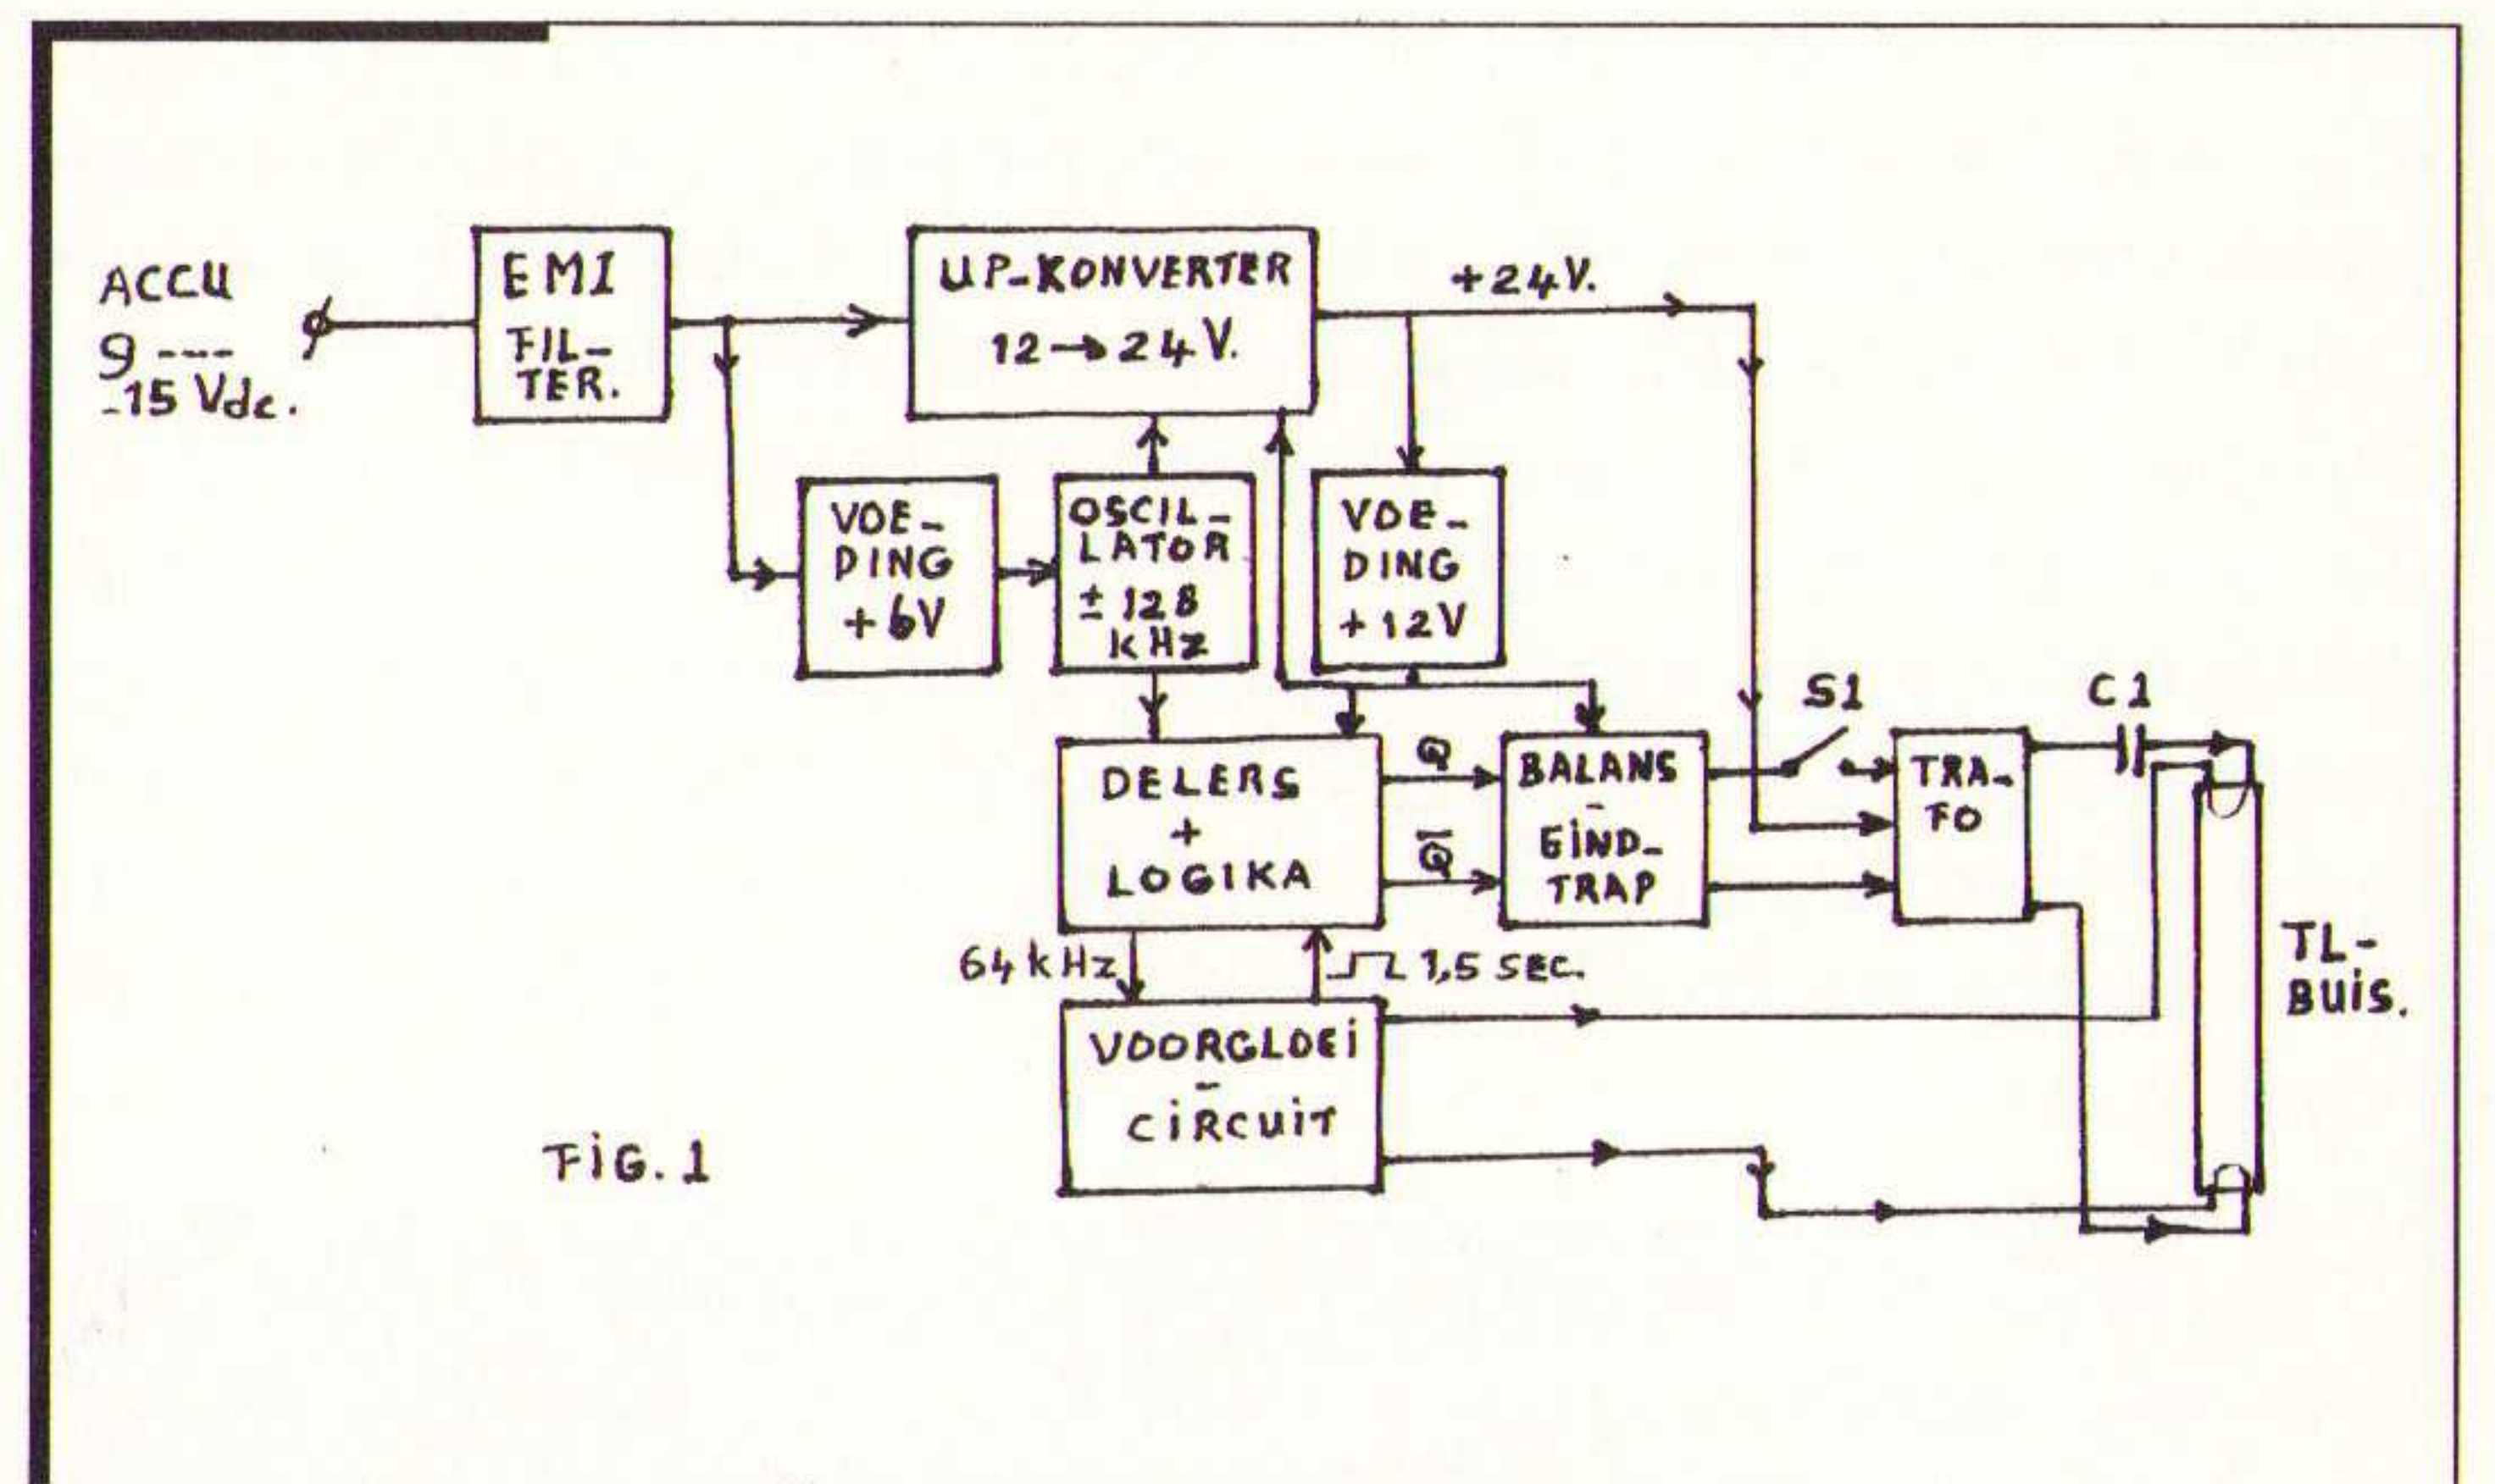 ACCU
9 ---
-15 Vdc.
EMI
FIL-
TER.
UP-KONVERTER
12→24V.
+24V.
VOE-
DING
+6V
OSCIL-
LATOR
± 128
kHz
VOE-
DING
+12V
S1
C1
DELERS
+
LOGIKA
Q
Q̅
BALANS
-
EIND-
TRAP
TRA-
FO
TL-
BUIS.
64 kHz
1,5 SEC.
VOORGLOEI
-
CIRCUIT
FIG. 1